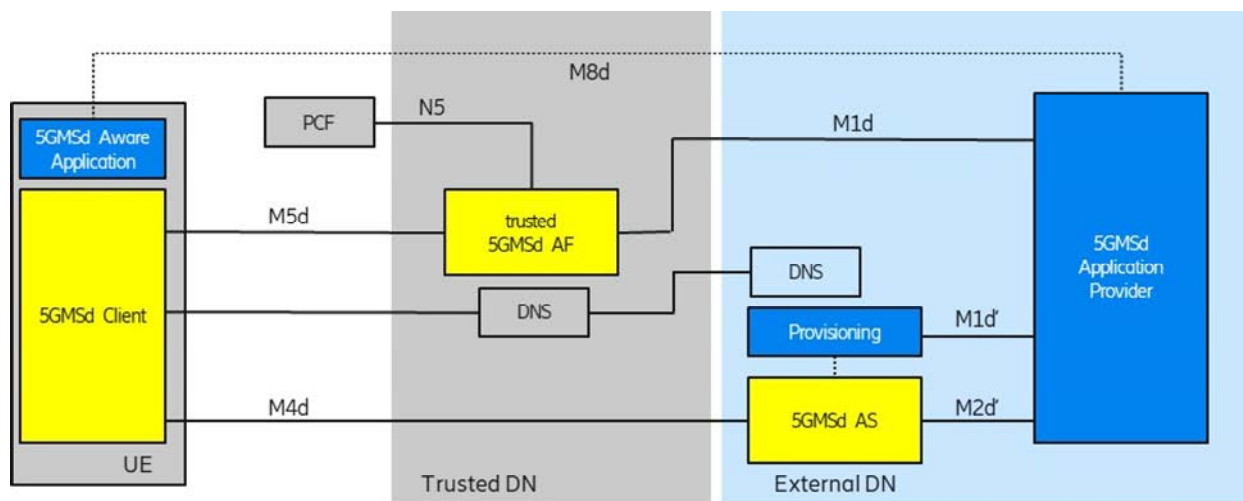 M8d
PCF
N5
M1d
5GMSd Aware
Application
M5d
trusted
5GMSd AF
5GMSd
Application
Provider
DNS
5GMSd Client
DNS
Provisioning
M1d'
M4d
5GMSd AS
M2d'
UE
Trusted DN
External DN